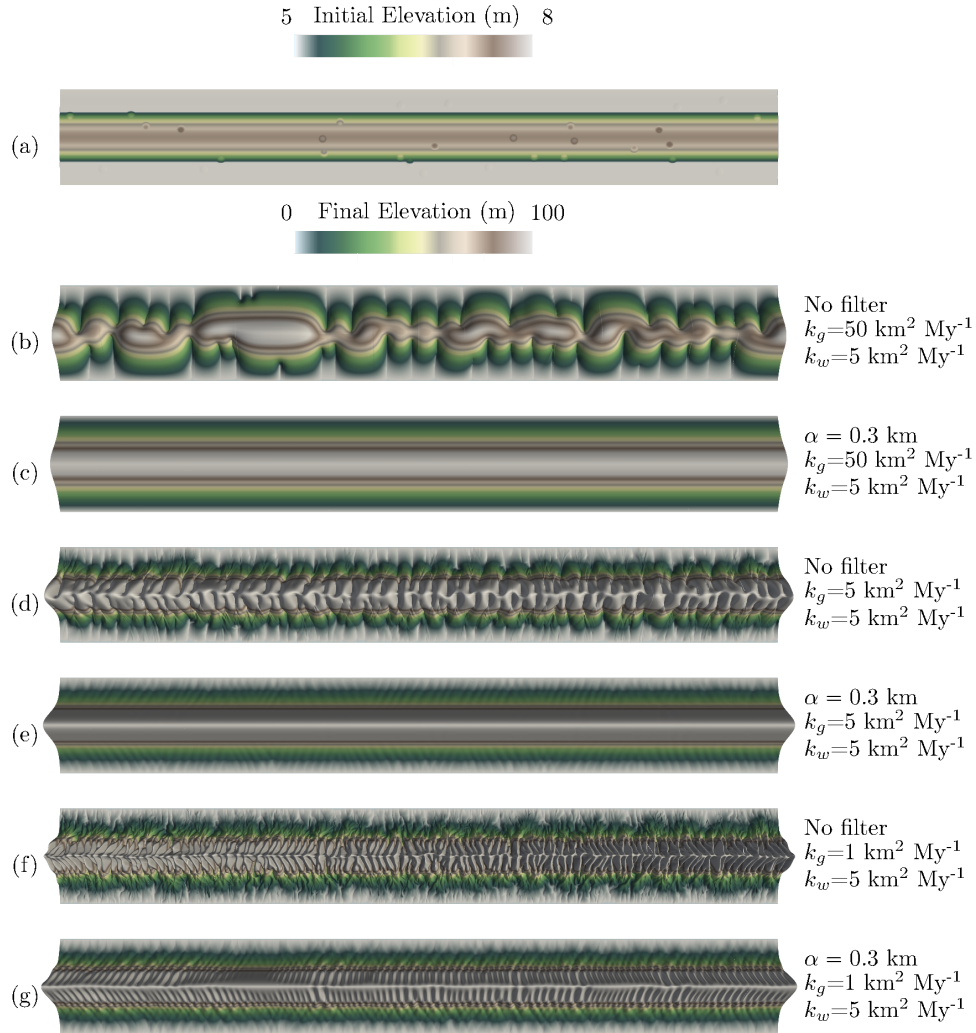 5 Initial Elevation (m) 8
(a)
0 Final Elevation (m) 100
(b)
No filter
k_g=50 km² My⁻¹
k_w=5 km² My⁻¹
(c)
α = 0.3 km
k_g=50 km² My⁻¹
k_w=5 km² My⁻¹
(d)
No filter
k_g=5 km² My⁻¹
k_w=5 km² My⁻¹
(e)
α = 0.3 km
k_g=5 km² My⁻¹
k_w=5 km² My⁻¹
(f)
No filter
k_g=1 km² My⁻¹
k_w=5 km² My⁻¹
(g)
α = 0.3 km
k_g=1 km² My⁻¹
k_w=5 km² My⁻¹